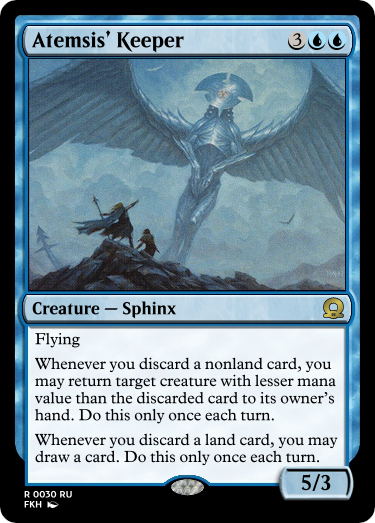 Atemsis' Keeper 3
Creature — Sphinx
Flying
Whenever you discard a nonland card, you
may return target creature with lesser mana
value than the discarded card to its owner's
hand. Do this only once each turn.
Whenever you discard a land card, you may
draw a card. Do this only once each turn.
5/3
R 0030 RU
FKH